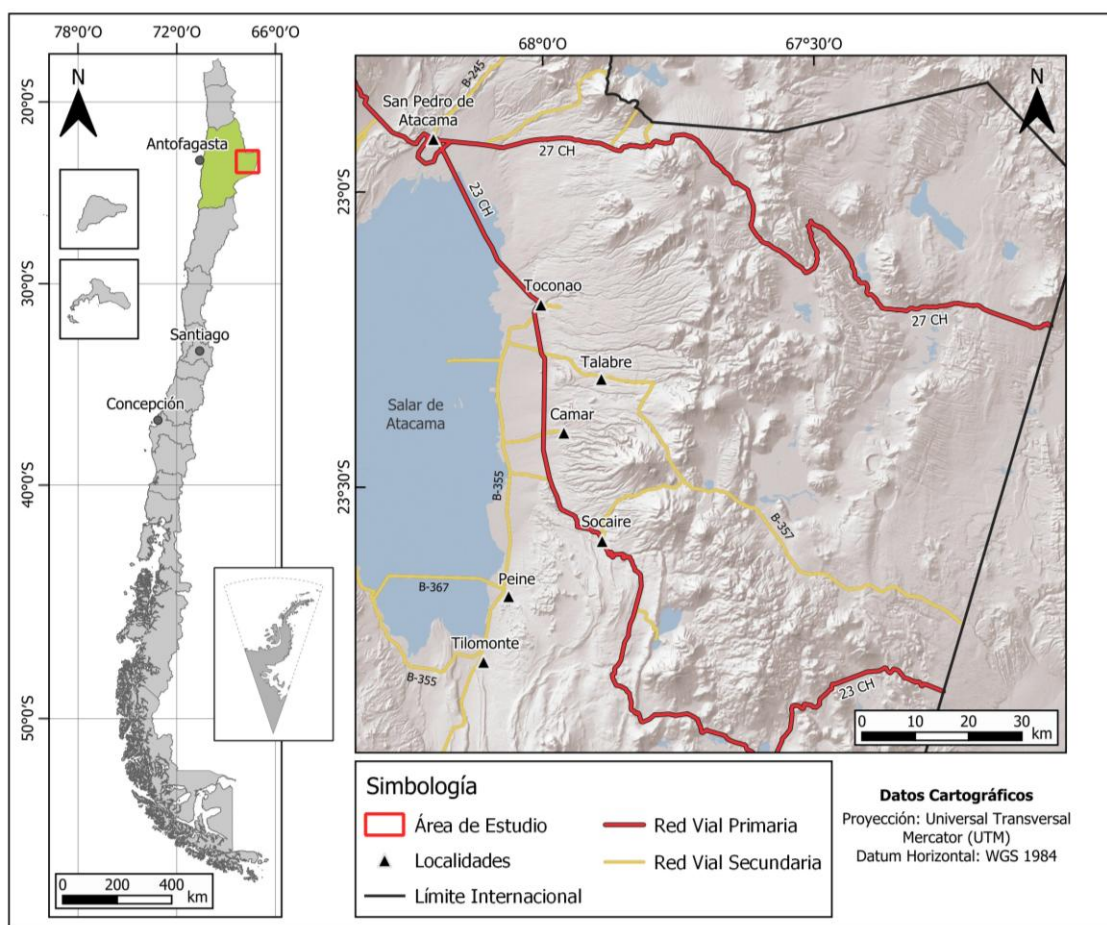 78°0'O
72°0'O
66°0'O
N
20°0'S
30°0'S
40°0'S
50°0'S
Antofagasta
Santiago
Concepción
0 200 400
km
68°0'O
67°30'O
23°0'S
23°30'S
N
B-245
San Pedro de
Atacama
27 CH
23 CH
Toconao
27 CH
Talabre
Salar de
Atacama
Camar
B-355
Socaire
B-357
Peine
B-367
Tilomonte
B-355
23 CH
0 10 20 30
km
Simbología
Área de Estudio
Localidades
Límite Internacional
Red Vial Primaria
Red Vial Secundaria
Datos Cartográficos
Proyección: Universal Transversal
Mercator (UTM)
Datum Horizontal: WGS 1984